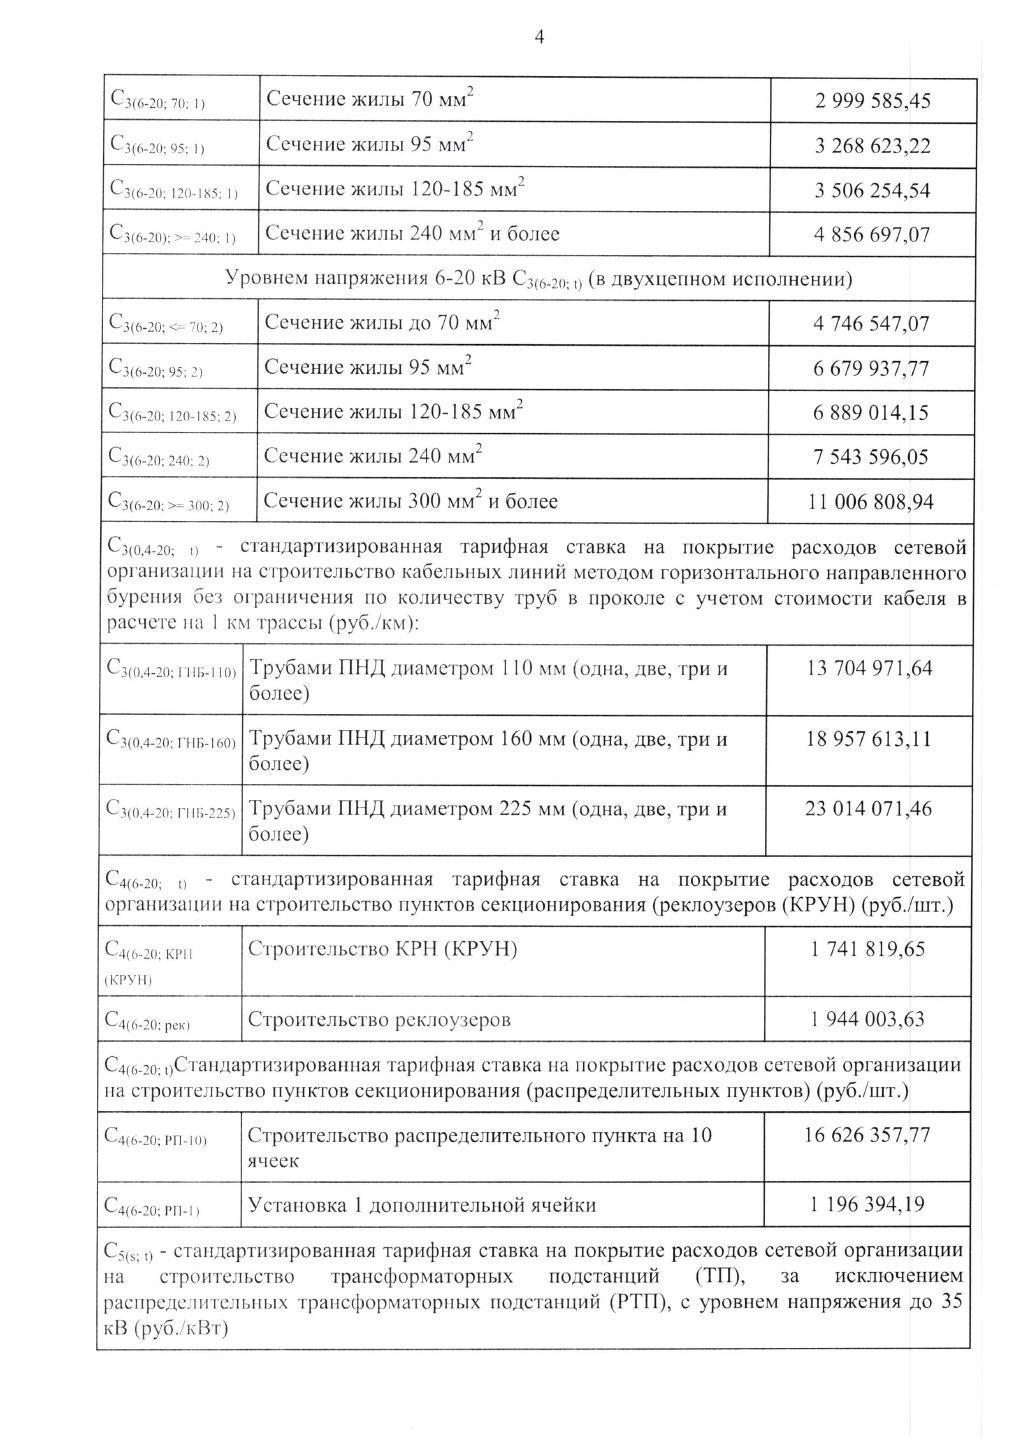 4
С3(6-20; 70; 1) Сечение жилы 70 мм2 2 999 585,45
С3(6-20; 95; 1) Сечение жилы 95 мм2 3 268 623,22
С3(6-20; 120-185; 1) Сечение жилы 120-185 мм2 3 506 254,54
С3(6-20); >= 240; 1) Сечение жилы 240 мм2 и более 4 856 697,07
Уровнем напряжения 6-20 кВ С3(6-20; t) (в двухцепном исполнении)
С3(6-20; <= 70; 2) Сечение жилы до 70 мм2 4 746 547,07
С3(6-20; 95; 2) Сечение жилы 95 мм2 6 679 937,77
С3(6-20; 120-185; 2) Сечение жилы 120-185 мм2 6 889 014,15
С3(6-20; 240; 2) Сечение жилы 240 мм2 7 543 596,05
С3(6-20; >= 300; 2) Сечение жилы 300 мм2 и более 11 006 808,94
С3(0,4-20; t) - стандартизированная тарифная ставка на покрытие расходов сетевой
организации на строительство кабельных линий методом горизонтального направленного
бурения без ограничения по количеству труб в проколе с учетом стоимости кабеля в
расчете на 1 км трассы (руб./км):
С3(0,4-20; ГНБ-110) Трубами ПНД диаметром 110 мм (одна, две, три и 13 704 971,64
более)
С3(0,4-20; ГНБ-160) Трубами ПНД диаметром 160 мм (одна, две, три и 18 957 613,11
более)
С3(0,4-20; ГНБ-225) Трубами ПНД диаметром 225 мм (одна, две, три и 23 014 071,46
более)
С4(6-20; t) - стандартизированная тарифная ставка на покрытие расходов сетевой
организации на строительство пунктов секционирования (реклоузеров (КРУН) (руб./шт.)
С4(6-20; КРН Строительство КРН (КРУН) 1 741 819,65
(КРУН)
С4(6-20; рек) Строительство реклоузеров 1 944 003,63
С4(6-20; t)Стандартизированная тарифная ставка на покрытие расходов сетевой организации
на строительство пунктов секционирования (распределительных пунктов) (руб./шт.)
С4(6-20; РП-10) Строительство распределительного пункта на 10 16 626 357,77
ячеек
С4(6-20; РП-1) Установка 1 дополнительной ячейки 1 196 394,19
С5(s; t) - стандартизированная тарифная ставка на покрытие расходов сетевой организации
на строительство трансформаторных подстанций (ТП), за исключением
распределительных трансформаторных подстанций (РТП), с уровнем напряжения до 35
кВ (руб./кВт)